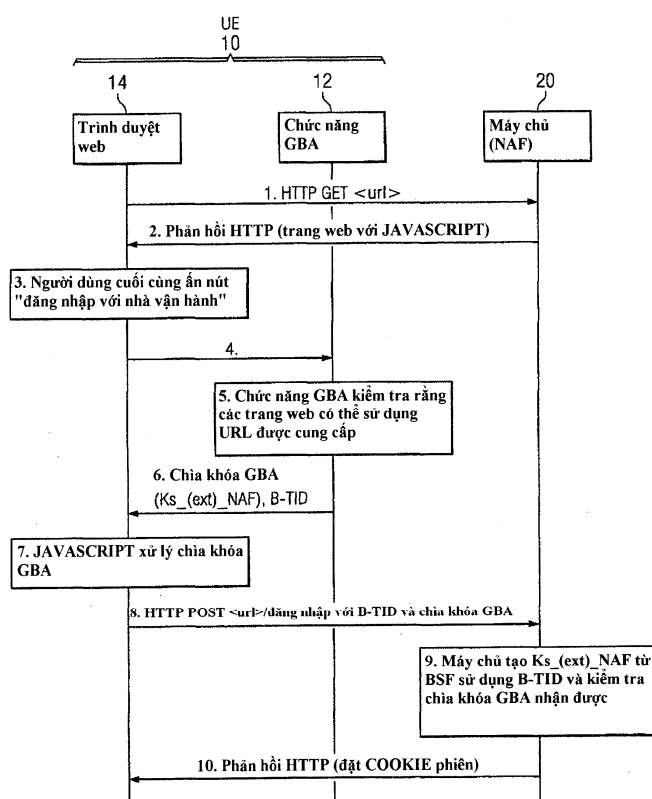 UE
10
14
12
20
Trình duyệt
web
Chức năng
GBA
Máy chủ
(NAF)
1. HTTP GET <url>
2. Phản hồi HTTP (trang web với JAVASCRIPT)
3. Người dùng cuối cùng ấn nút
"đăng nhập với nhà vận hành"
4.
5. Chức năng GBA kiểm tra rằng
các trang web có thể sử dụng
URL được cung cấp
6. Chìa khóa GBA
(Ks_(ext)_NAF), B-TID
7. JAVASCRIPT xử lý chìa khóa
GBA
8. HTTP POST <url>/đăng nhập với B-TID và chìa khóa GBA
9. Máy chủ tạo Ks_(ext)_NAF từ
BSF sử dụng B-TID và kiểm tra
chìa khóa GBA nhận được
10. Phản hồi HTTP (đặt COOKIE phiên)